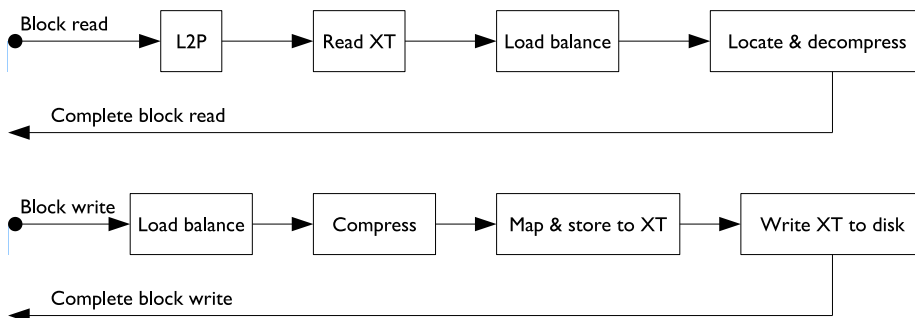 Block read
L2P
Read XT
Load balance
Locate & decompress
Complete block read
Block write
Load balance
Compress
Map & store to XT
Write XT to disk
Complete block write